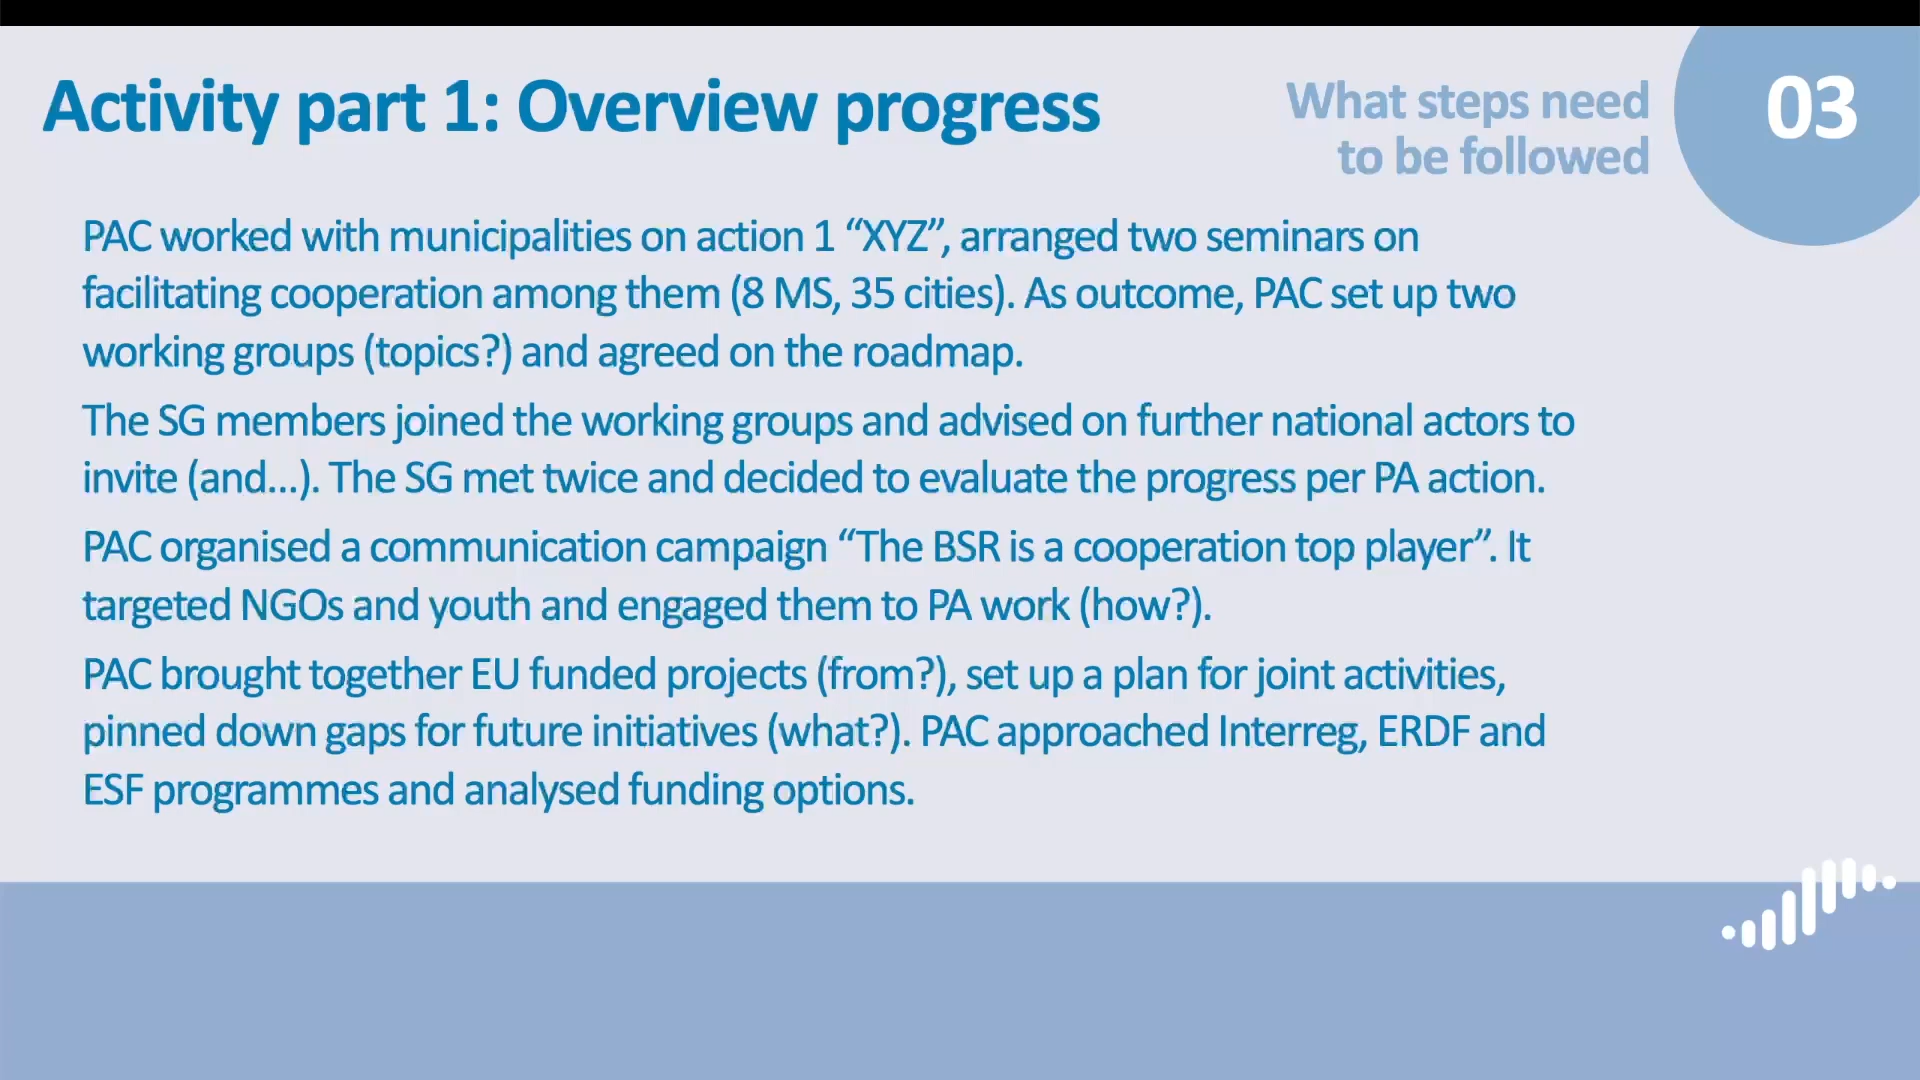 Activity part 1: Overview progress
What steps need
to be followed
03
PAC worked with municipalities on action 1 “XYZ”, arranged two seminars on
facilitating cooperation among them (8 MS, 35 cities). As outcome, PAC set up two
working groups (topics?) and agreed on the roadmap.
The SG members joined the working groups and advised on further national actors to
invite (and...). The SG met twice and decided to evaluate the progress per PA action.
PAC organised a communication campaign “The BSR is a cooperation top player”. It
targeted NGOs and youth and engaged them to PA work (how?).
PAC brought together EU funded projects (from?), set up a plan for joint activities,
pinned down gaps for future initiatives (what?). PAC approached Interreg, ERDF and
ESF programmes and analysed funding options.